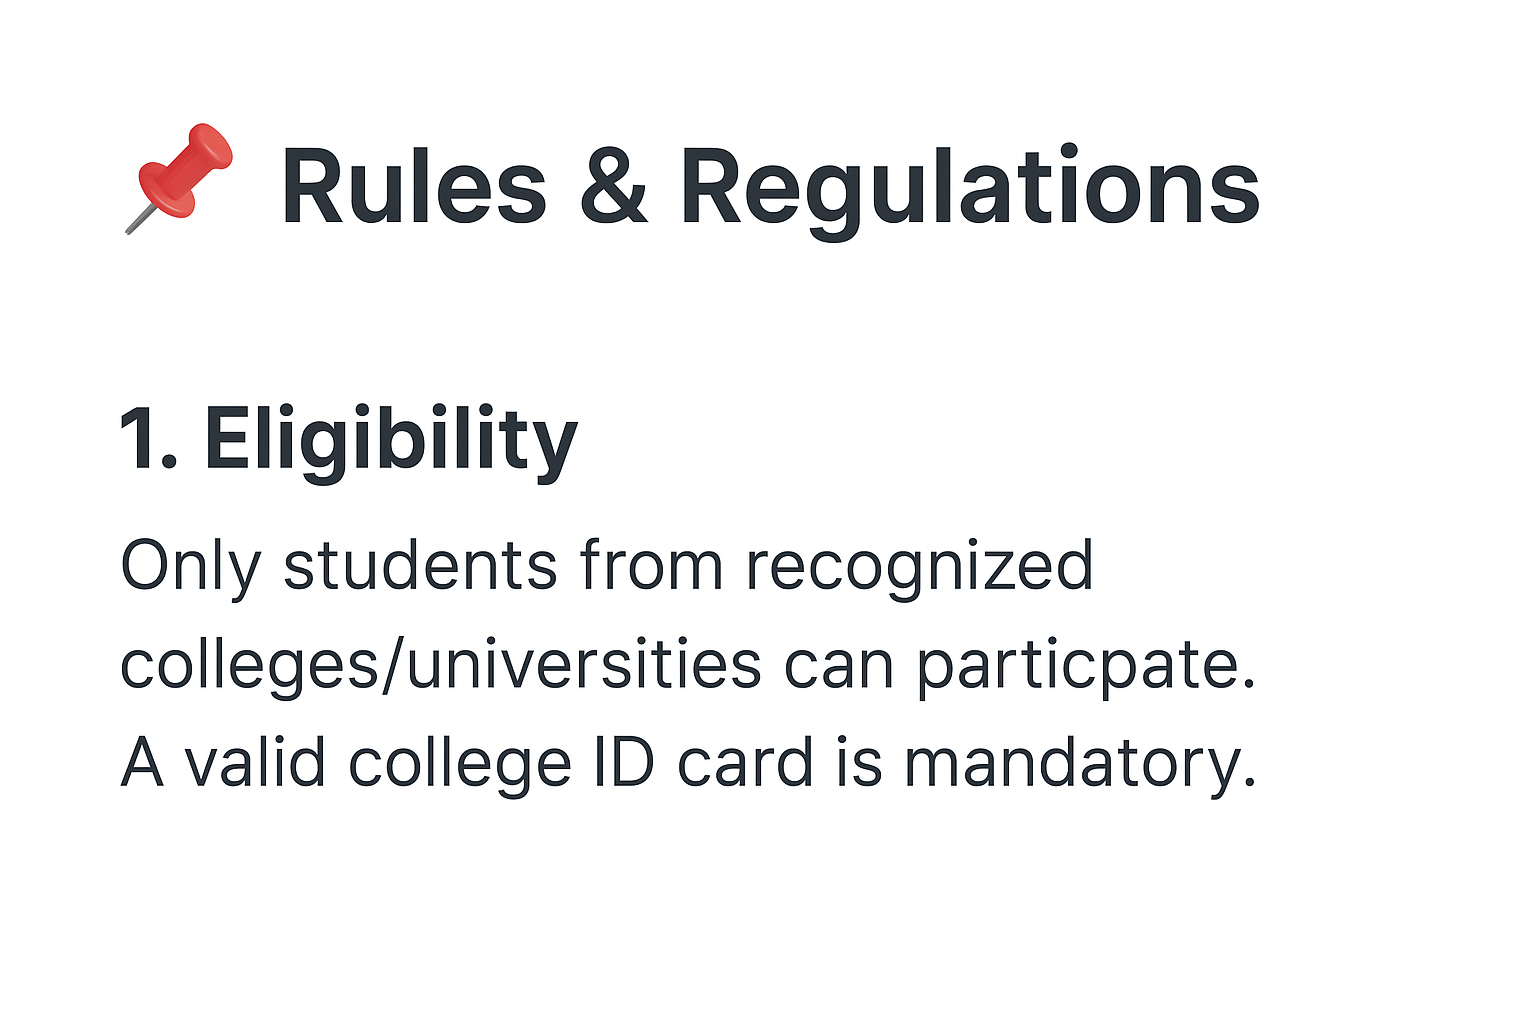 Rules & Regulations
1. Eligibility
Only students from recognized
colleges/universities can particpate.
A valid college ID card is mandatory.